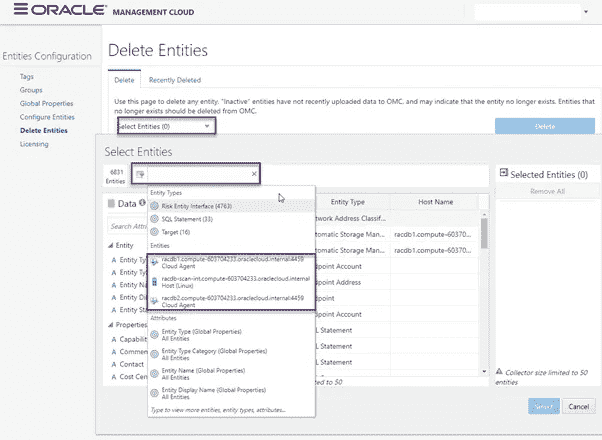 ORACLE MANAGEMENT CLOUD
Entities Configuration
Tags
Groups
Global Properties
Configure Entities
Delete Entities
Licensing
Delete Entities
Delete
Recently Deleted
Use this page to delete any entity. "Inactive" entities have not recently uploaded data to OMC, and may indicate that the entity no longer exists. Entities that
no longer exists should be deleted from OMC.
Select Entities (0)
Delete
Select Entities
6831
Entities
Data
Search Attr
Entity
Entity Ty
Entity Ty
Entity Na
Entity Di
Entity Sta
Properties
Capabili
Comme
Contact
Cost Cen
Entity Types
Risk Entity Interface (4763)
SQL Statement (33)
Target (16)
Entities
racdb1.compute-603704233.oraclecloud.internal:4459
Cloud Agent
racdb-scan-int.compute-603704233.oraclecloud.internal
Host (Linux)
racdb2.compute-603704233.oraclecloud.internal:4459
Cloud Agent
Attributes
Entity Type (Global Properties)
All Entities
Entity Type Category (Global Properties)
All Entities
Entity Name (Global Properties)
All Entities
Entity Display Name (Global Properties)
All Entities
Type to view more entities, entity types, attributes...
Entity Type
Host Name
twork Address Classif...
tomatic Storage Man...
racdb1.compute-60370...
tomatic Storage Man...
racdb1.compute-60370...
dpoint Account
dpoint Address
dpoint
dpoint Account
L Statement
L Statement
L Statement
L Statement
mited to 50
Selected Entities (0)
Remove All
Collector size limited to 50
entities
Select
Cancel